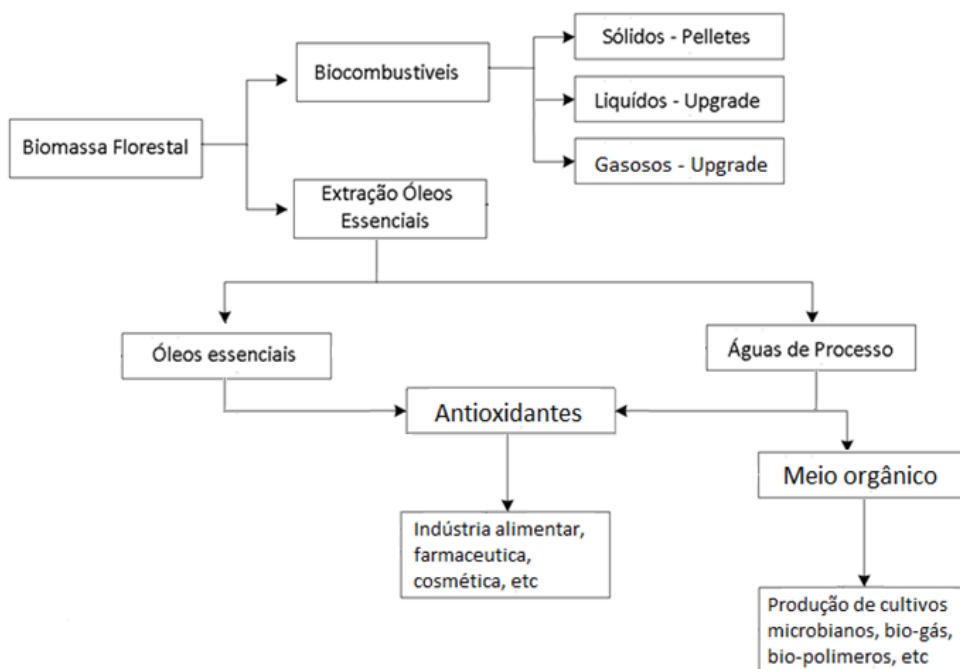 Sólidos - Pelletes
Biocombustiveis
Liquídos - Upgrade
Biomassa Florestal
Gasosos - Upgrade
Extração Óleos
Essenciais
Óleos essenciais
Águas de Processo
Antioxidantes
Meio orgânico
Indústria alimentar,
farmaceutica,
cosmética, etc
Produção de cultivos
microbianos, bio-gás,
bio-polimeros, etc